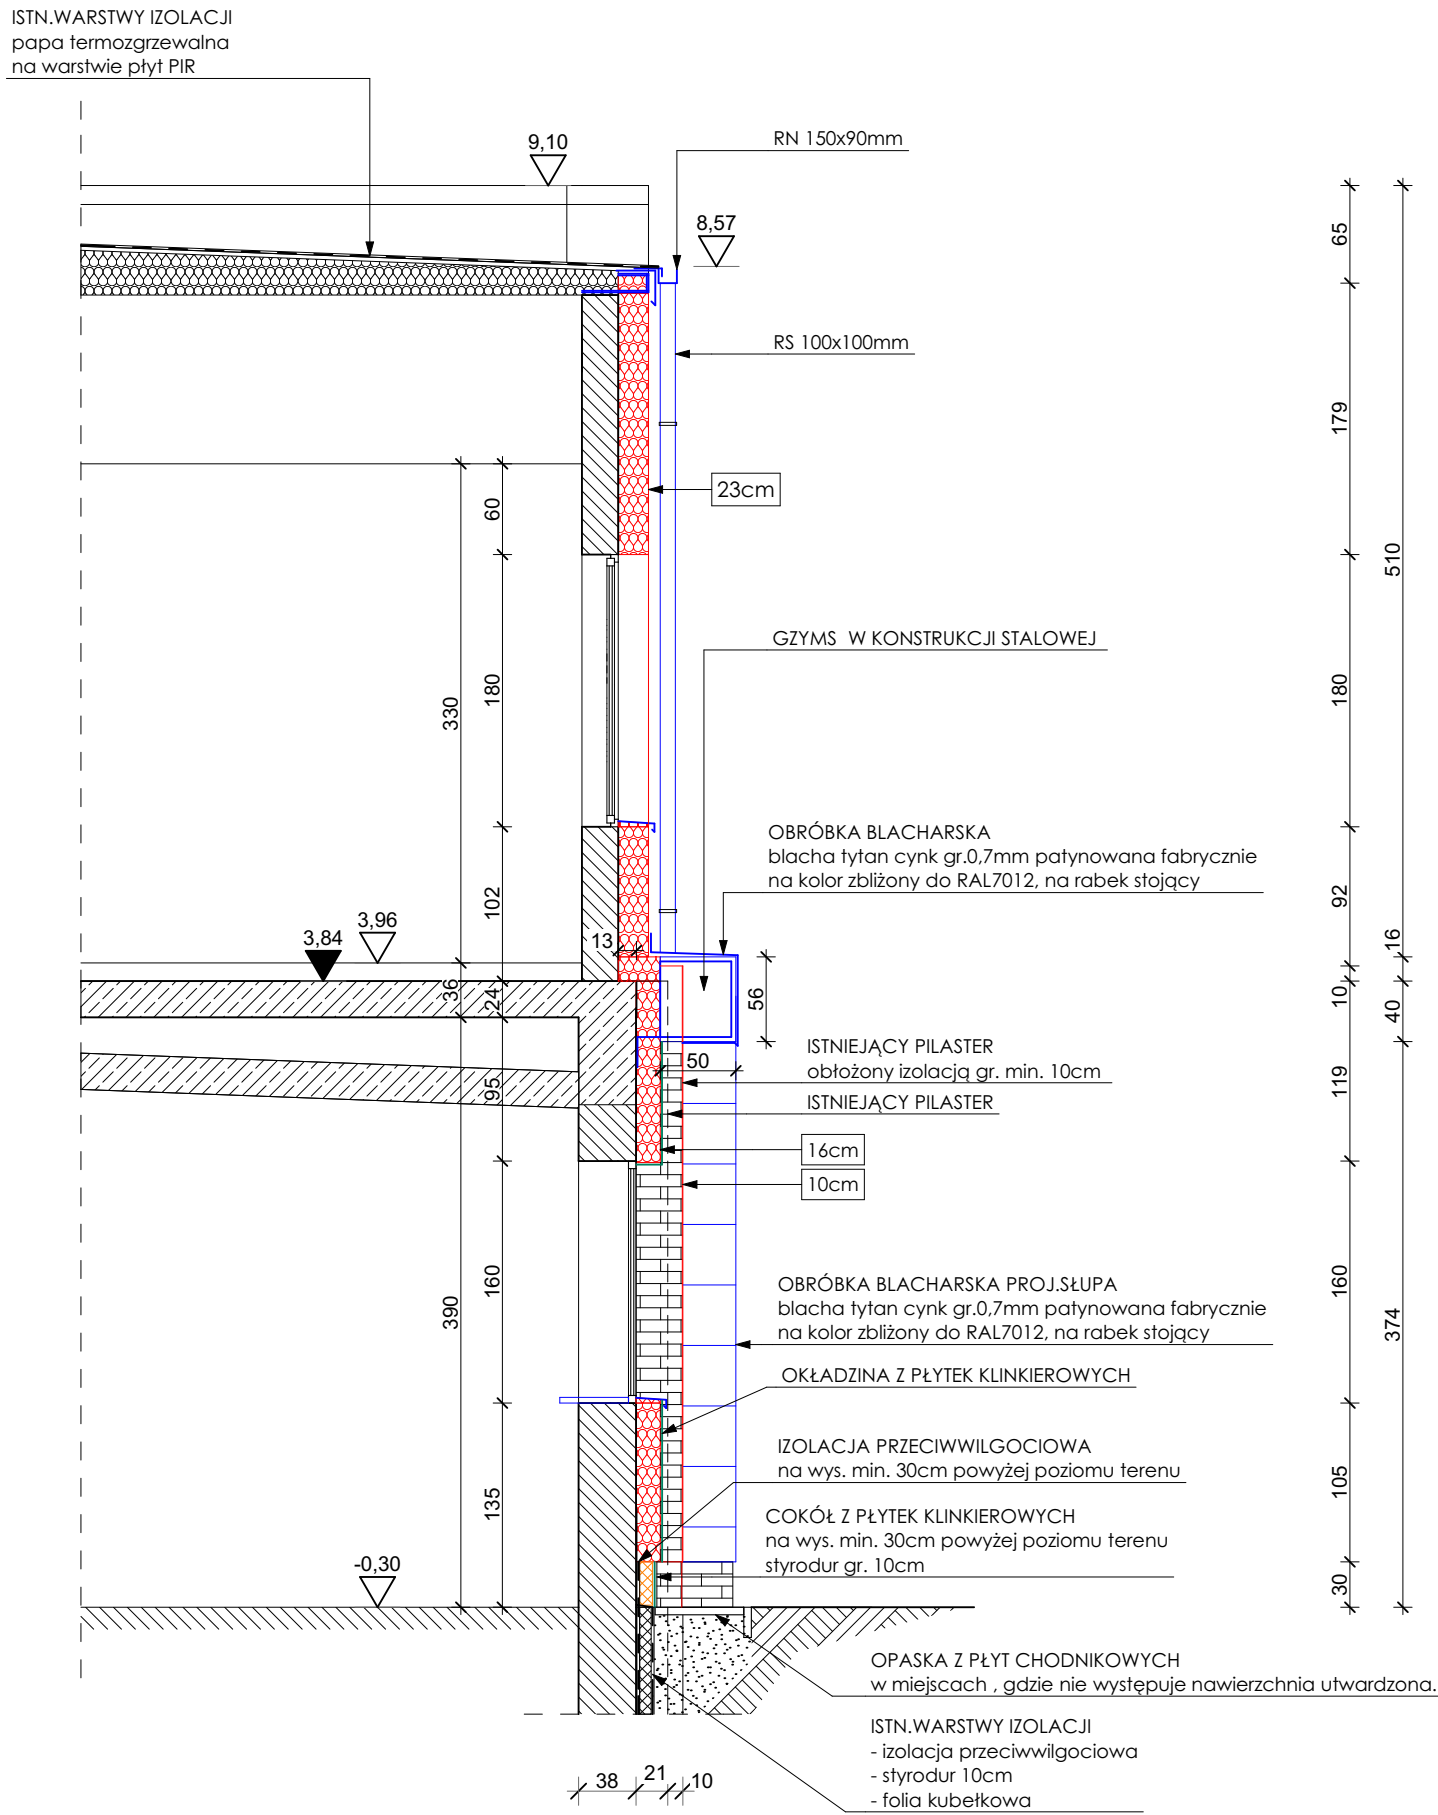 ISTN.WARSTWY IZOLACJI
papa termozgrzewalna
na warstwie płyt PIR
9,10
RN 150x90mm
8,57
65
RS 100x100mm
179
23cm
60
510
GZYMS W KONSTRUKCJI STALOWEJ
330
180
180
OBRÓBKA BLACHARSKA
blacha tytan cynk gr.0,7mm patynowana fabrycznie
na kolor zbliżony do RAL7012, na rabek stojący
102
92
3,96
3,84
13
16
36
24
56
10
40
ISTNIEJĄCY PILASTER
obłożony izolacją gr. min. 10cm
50
95
119
ISTNIEJĄCY PILASTER
16cm
10cm
OBRÓBKA BLACHARSKA PROJ.SŁUPA
blacha tytan cynk gr.0,7mm patynowana fabrycznie
na kolor zbliżony do RAL7012, na rabek stojący
390
160
160
374
OKŁADZINA Z PŁYTEK KLINKIEROWYCH
IZOLACJA PRZECIWWILGOCIOWA
na wys. min. 30cm powyżej poziomu terenu
135
105
COKÓŁ Z PŁYTEK KLINKIEROWYCH
na wys. min. 30cm powyżej poziomu terenu
styrodur gr. 10cm
-0,30
30
OPASKA Z PŁYT CHODNIKOWYCH
w miejscach , gdzie nie występuje nawierzchnia utwardzona.
ISTN.WARSTWY IZOLACJI
- izolacja przeciwwilgociowa
- styrodur 10cm
- folia kubełkowa
38
21
10